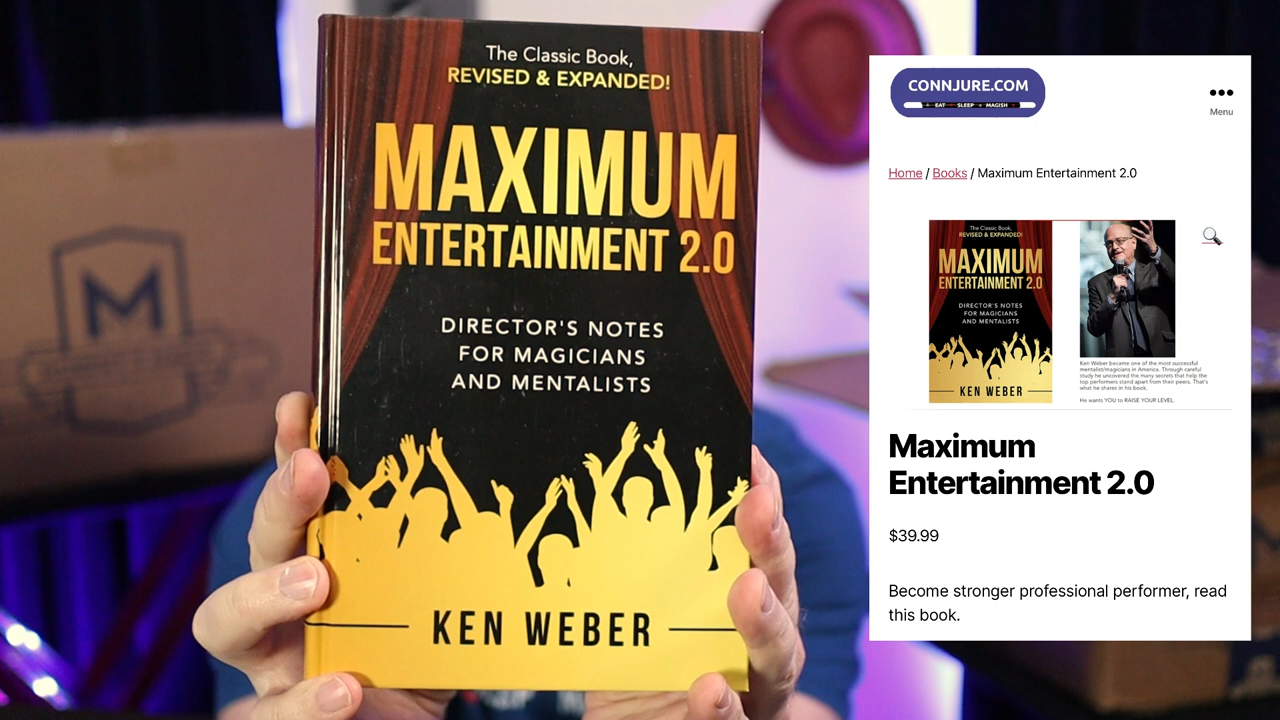 The Classic Book,
REVISED & EXPANDED!
MAXIMUM
ENTERTAINMENT 2.0
DIRECTOR'S NOTES
FOR MAGICIANS
AND MENTALISTS
KEN WEBER
M
CONNJURE.COM
EAT SLEEP MAGISH
Menu
Home / Books / Maximum Entertainment 2.0
The Classic Book,
REVISED & EXPANDED!
MAXIMUM
ENTERTAINMENT 2.0
DIRECTOR'S NOTES
FOR MAGICIANS
AND MENTALISTS
KEN WEBER
Ken Weber became one of the most successful
mentalist/magicians in America. Through careful
study he uncovered the many secrets that help the
top performers stand apart from their peers. That's
what he shares in his book.
He wants YOU to RAISE YOUR LEVEL.
Maximum
Entertainment 2.0
$39.99
Become stronger professional performer, read
this book.